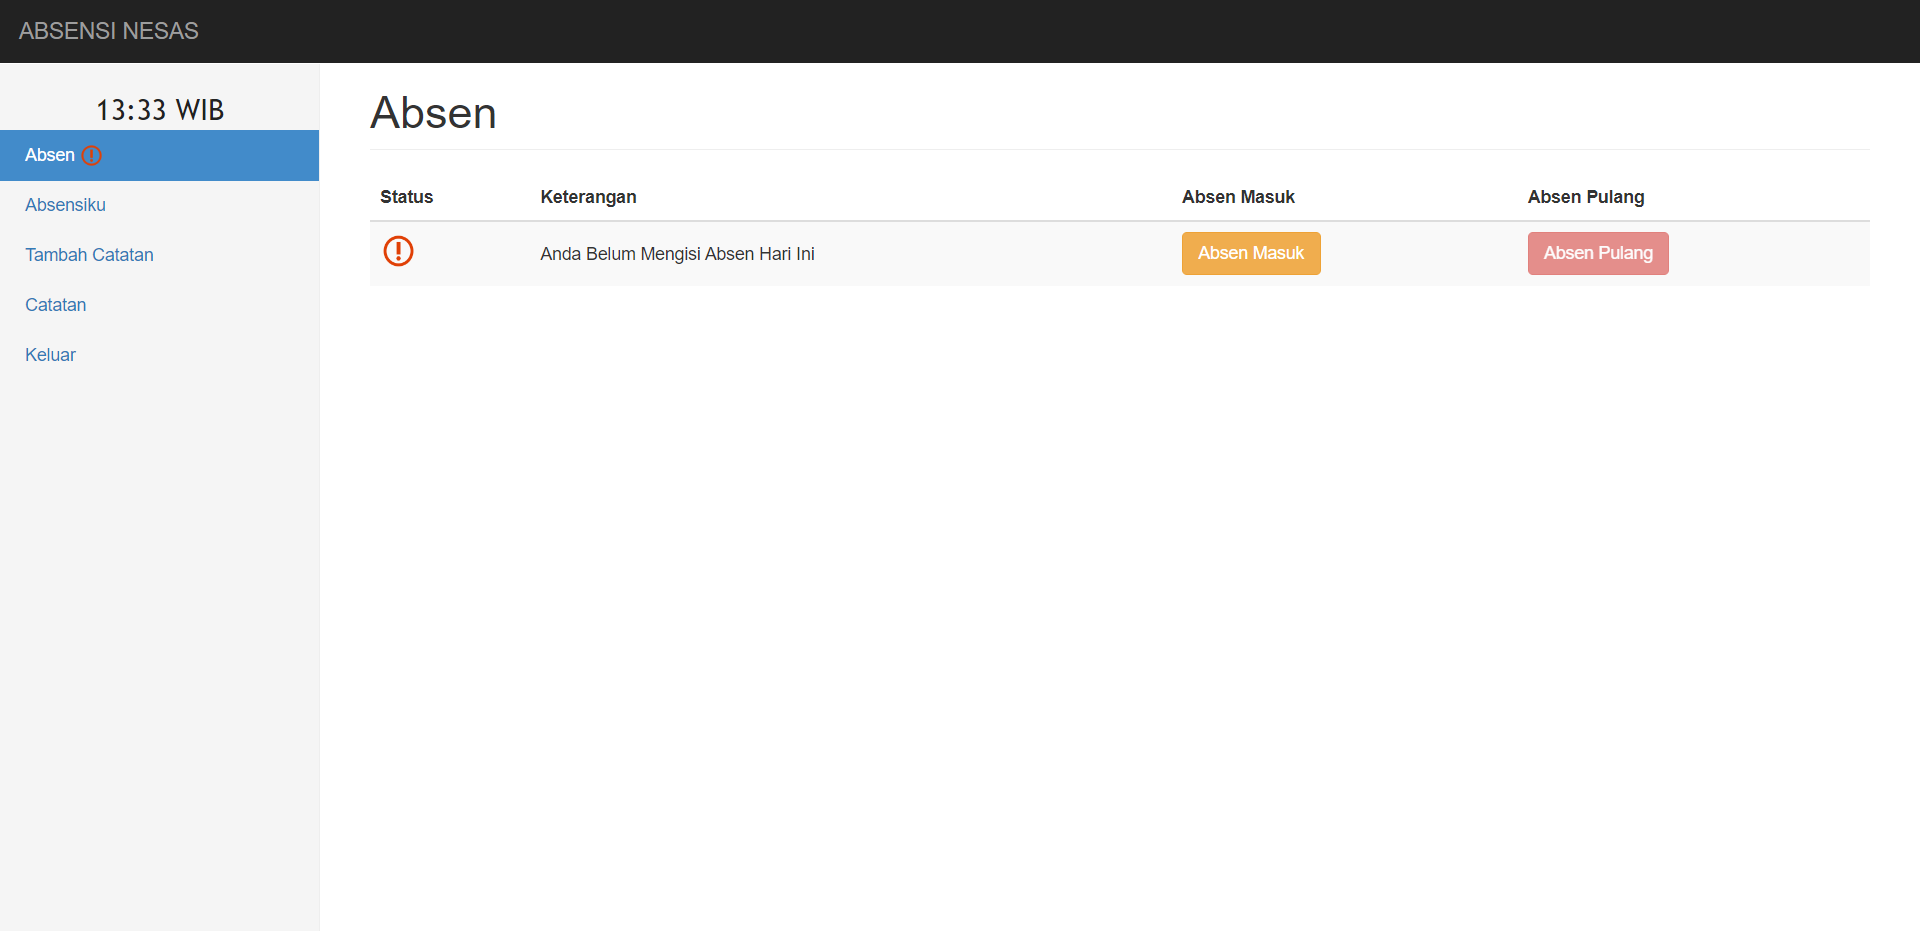 ABSENSI NESAS
13:33 WIB
Absen
Absensiku
Tambah Catatan
Catatan
Keluar
Absen
Status Keterangan Absen Masuk Absen Pulang
Anda Belum Mengisi Absen Hari Ini Absen Masuk Absen Pulang